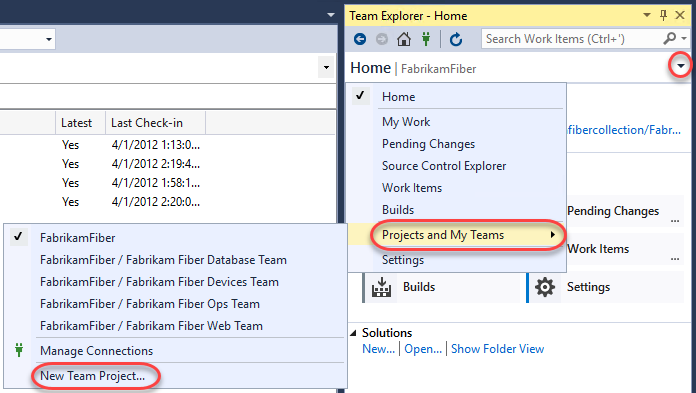 Team Explorer - Home
Search Work Items (Ctrl+')
Home | FabrikamFiber
Home
My Work
Pending Changes
Source Control Explorer
Work Items
Builds
Projects and My Teams
Settings
fibercollection/Fabr...
Latest Last Check-in
Yes 4/1/2012 1:13:0...
Yes 4/1/2012 2:19:4...
Yes 4/1/2012 1:58:1...
Yes 4/1/2012 2:20:0...
FabrikamFiber
FabrikamFiber / Fabrikam Fiber Database Team
FabrikamFiber / Fabrikam Fiber Devices Team
FabrikamFiber / Fabrikam Fiber Ops Team
FabrikamFiber / Fabrikam Fiber Web Team
Manage Connections
New Team Project...
Pending Changes
...
Work Items
...
Builds
Settings
Solutions
New... | Open... | Show Folder View